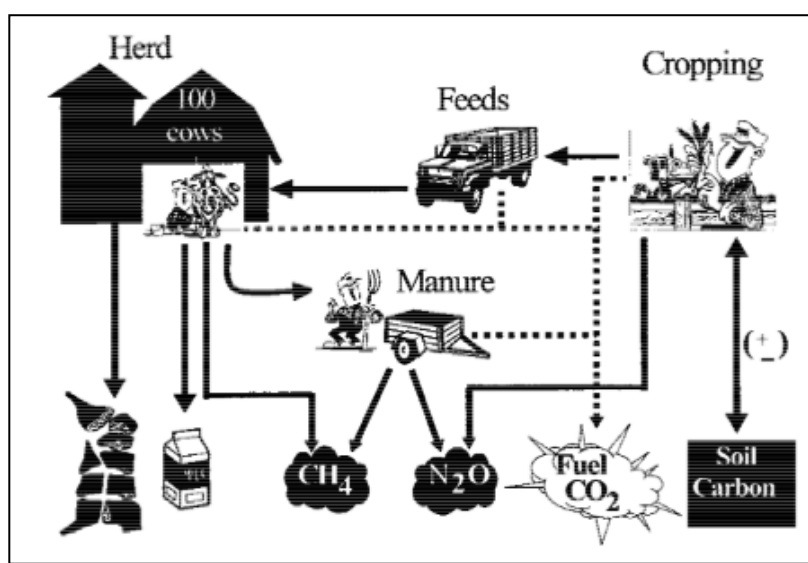 Herd
100
cows
Feeds
Cropping
Manure
(±)
CH4
N2O
Fuel
CO2
Soil
Carbon